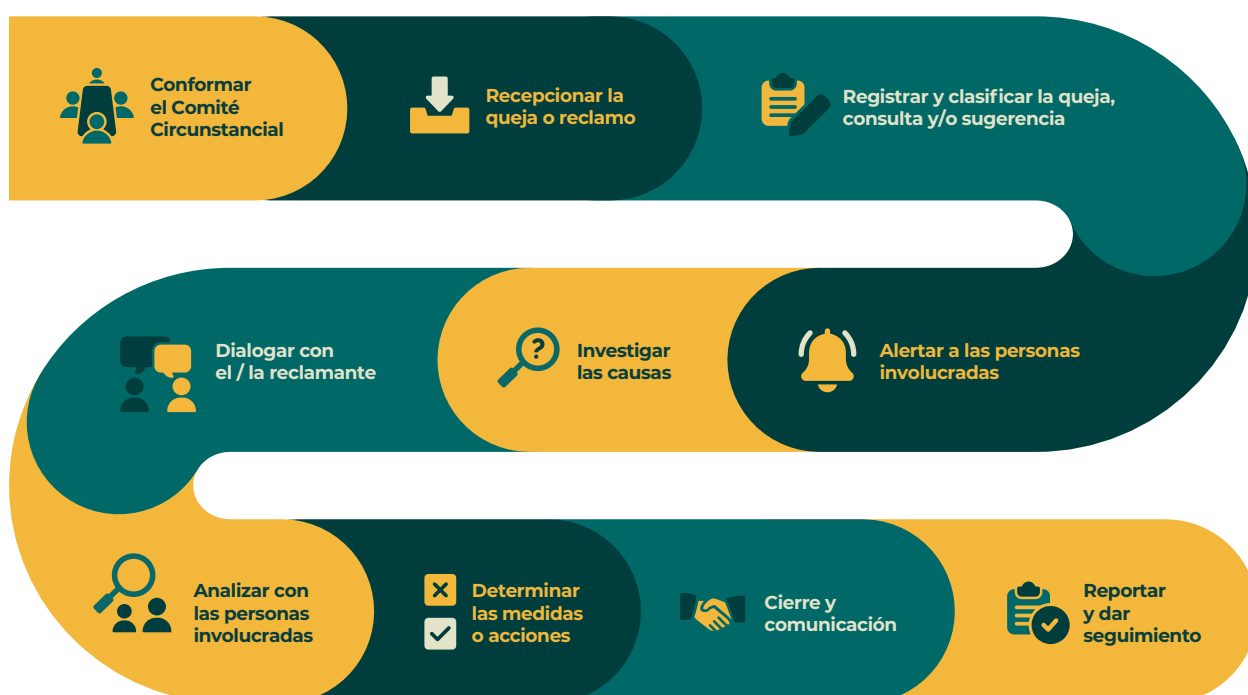 Conformar
el Comité
Circunstancial
Recepcionar la
queja o reclamo
Registrar y clasificar la queja,
consulta y/o sugerencia
Alertar a las personas
involucradas
?
Investigar
las causas
Dialogar con
el / la reclamante
Analizar con
las personas
involucradas
Determinar
las medidas
o acciones
Cierre y
comunicación
Reportar
y dar
seguimiento